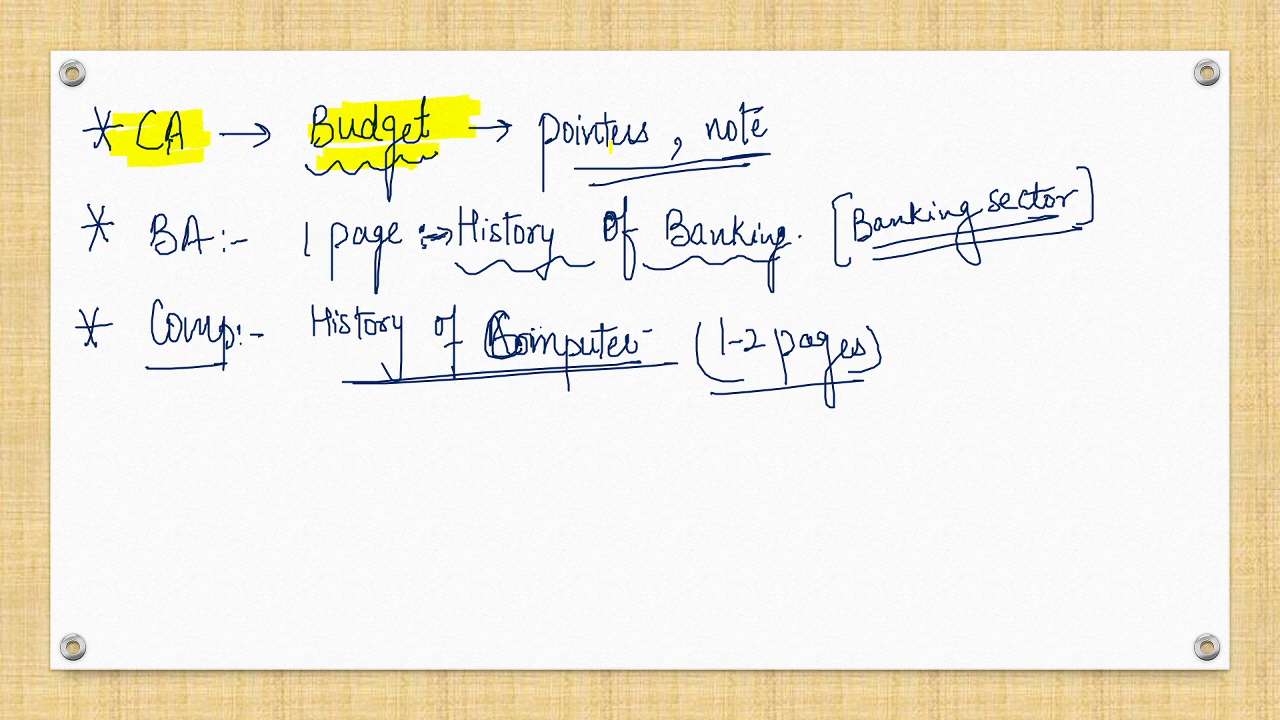 * CA → Budget → pointers, note
* BA:- 1 page :→ History Of Banking. [Banking sector]
* Comp:- History of Computer (1-2 pages)